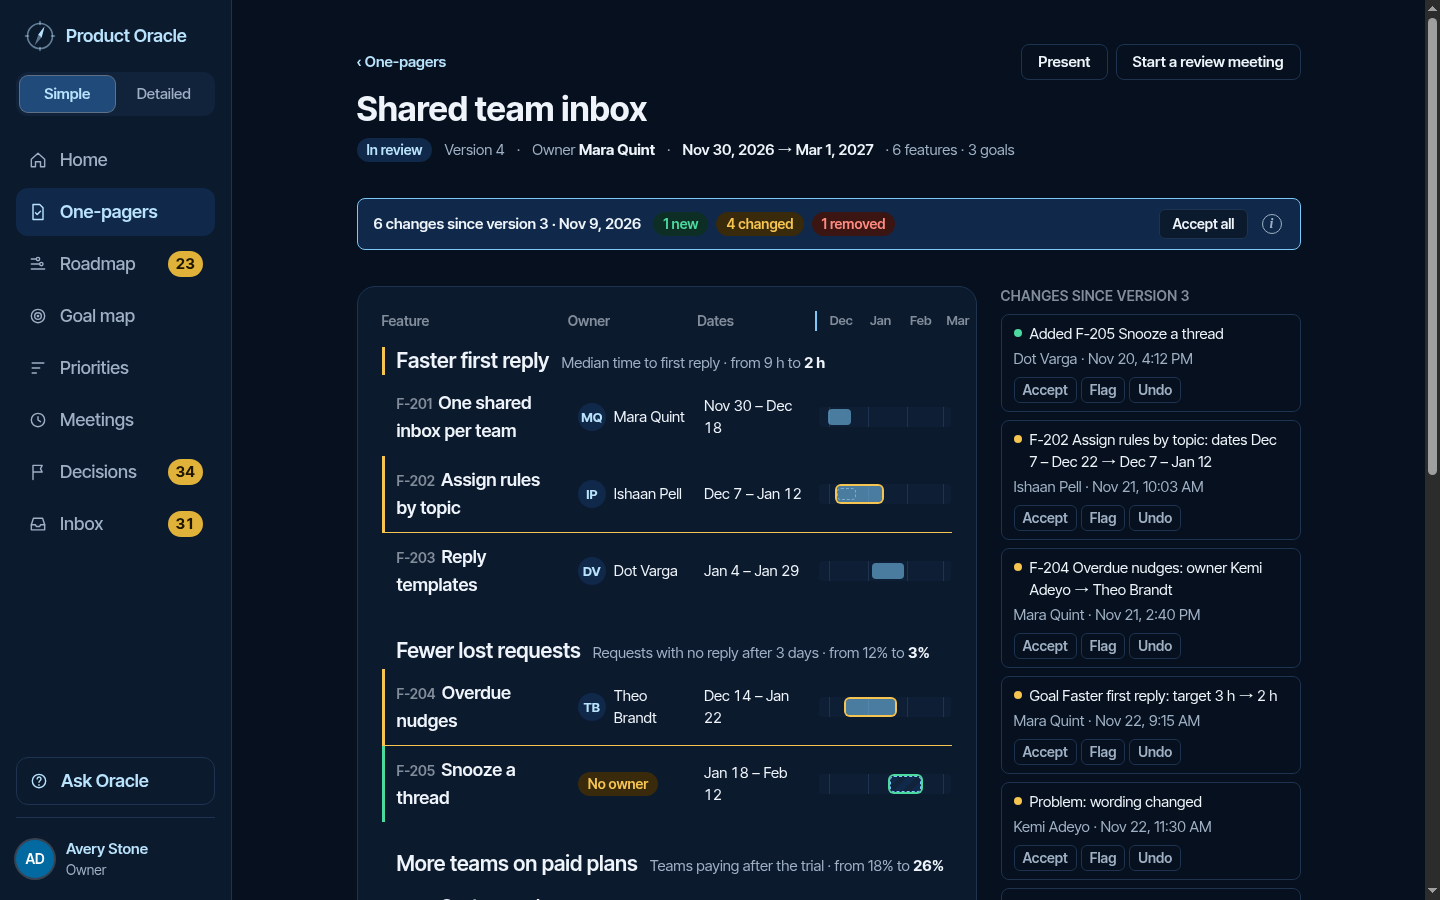 Product Oracle
Simple
Detailed
Home
One-pagers
Roadmap 23
Goal map
Priorities
Meetings
Decisions 34
Inbox 31
Ask Oracle
AD
Avery Stone
Owner
‹ One-pagers
Present
Start a review meeting
Shared team inbox
In review Version 4 · Owner Mara Quint · Nov 30, 2026 → Mar 1, 2027 · 6 features · 3 goals
6 changes since version 3 · Nov 9, 2026 1 new 4 changed 1 removed Accept all i
Feature Owner Dates Dec Jan Feb Mar
Faster first reply Median time to first reply · from 9 h to 2 h
F-201 One shared
inbox per team
MQ Mara Quint
Nov 30 – Dec
18
F-202 Assign rules
by topic
IP Ishaan Pell
Dec 7 – Jan 12
F-203 Reply
templates
DV Dot Varga
Jan 4 – Jan 29
Fewer lost requests Requests with no reply after 3 days · from 12% to 3%
F-204 Overdue
nudges
TB Theo
Brandt
Dec 14 – Jan
22
F-205 Snooze a
thread
No owner
Jan 18 – Feb
12
More teams on paid plans Teams paying after the trial · from 18% to 26%
CHANGES SINCE VERSION 3
Added F-205 Snooze a thread
Dot Varga · Nov 20, 4:12 PM
Accept Flag Undo
F-202 Assign rules by topic: dates Dec
7 – Dec 22 → Dec 7 – Jan 12
Ishaan Pell · Nov 21, 10:03 AM
Accept Flag Undo
F-204 Overdue nudges: owner Kemi
Adeyo → Theo Brandt
Mara Quint · Nov 21, 2:40 PM
Accept Flag Undo
Goal Faster first reply: target 3 h → 2 h
Mara Quint · Nov 22, 9:15 AM
Accept Flag Undo
Problem: wording changed
Kemi Adeyo · Nov 22, 11:30 AM
Accept Flag Undo